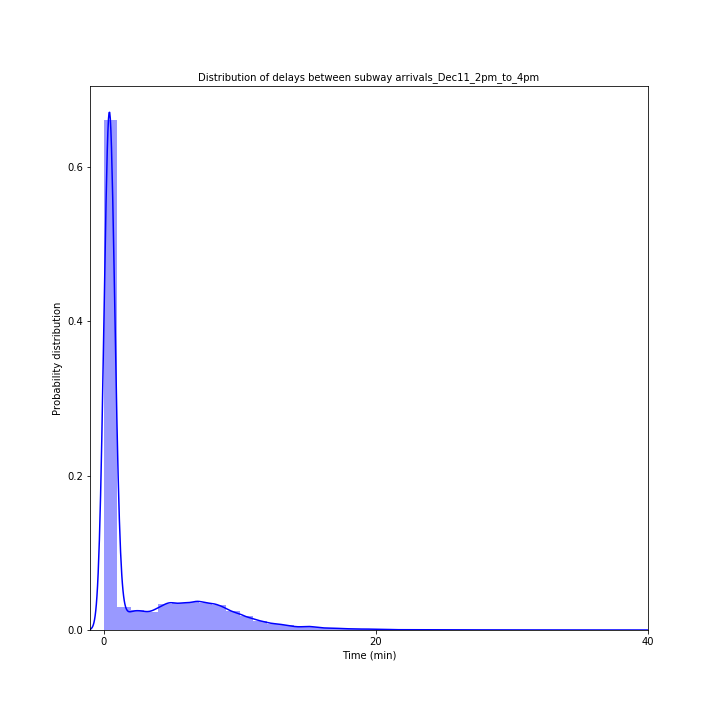 Distribution of delays between subway arrivals_Dec11_2pm_to_4pm
Probability distribution
0.6
0.4
0.2
0.0
0
20
40
Time (min)